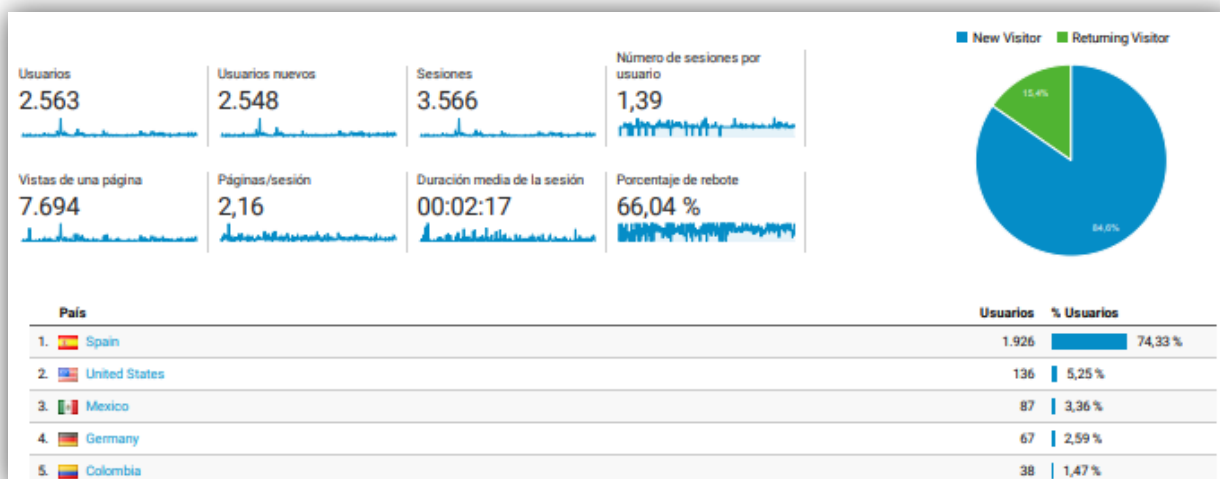 New Visitor Returning Visitor
Usuarios
2.563
Usuarios nuevos
2.548
Sesiones
3.566
Número de sesiones por
usuario
1,39
Vistas de una página
7.694
Páginas/sesión
2,16
Duración media de la sesión
00:02:17
Porcentaje de rebote
66,04 %
15,4%
84,6%
País Usuarios % Usuarios
1. Spain 1.926 74,33 %
2. United States 136 5,25 %
3. Mexico 87 3,36 %
4. Germany 67 2,59 %
5. Colombia 38 1,47 %